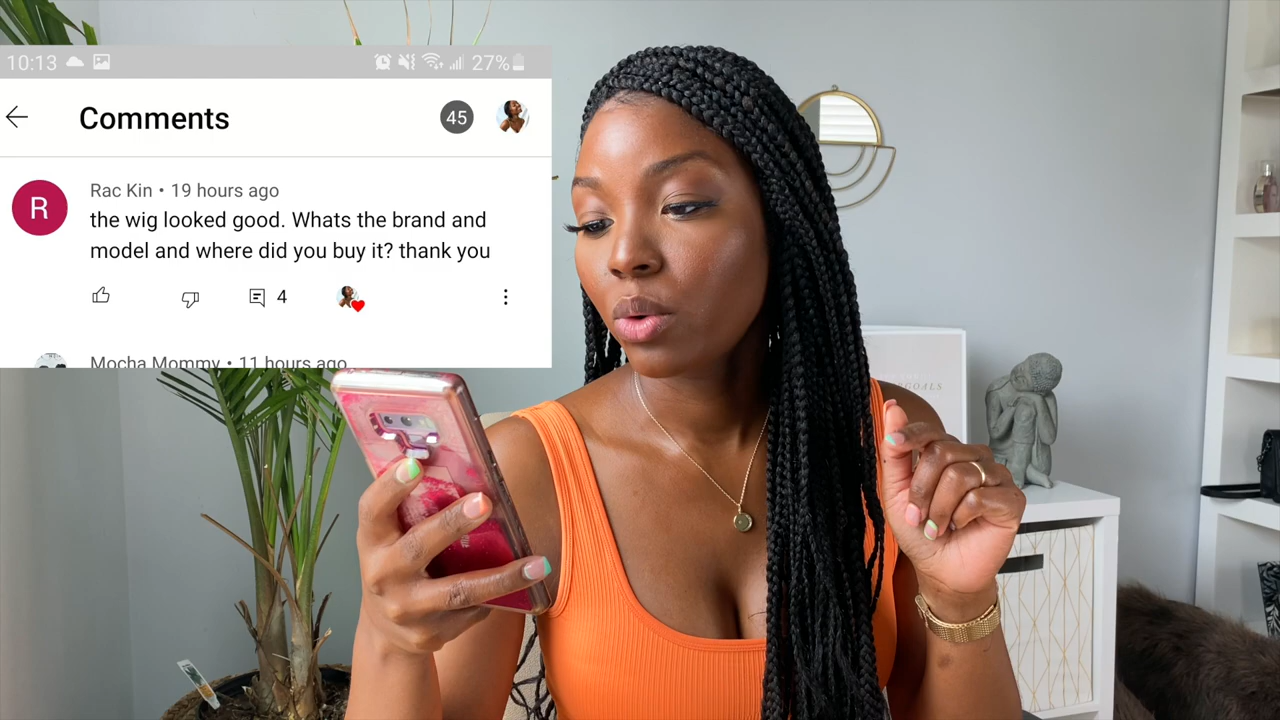 10:13
27%
Comments
45
R
Rac Kin • 19 hours ago
the wig looked good. Whats the brand and
model and where did you buy it? thank you
4
Mocha Mommy • 11 hours ago
GOALS